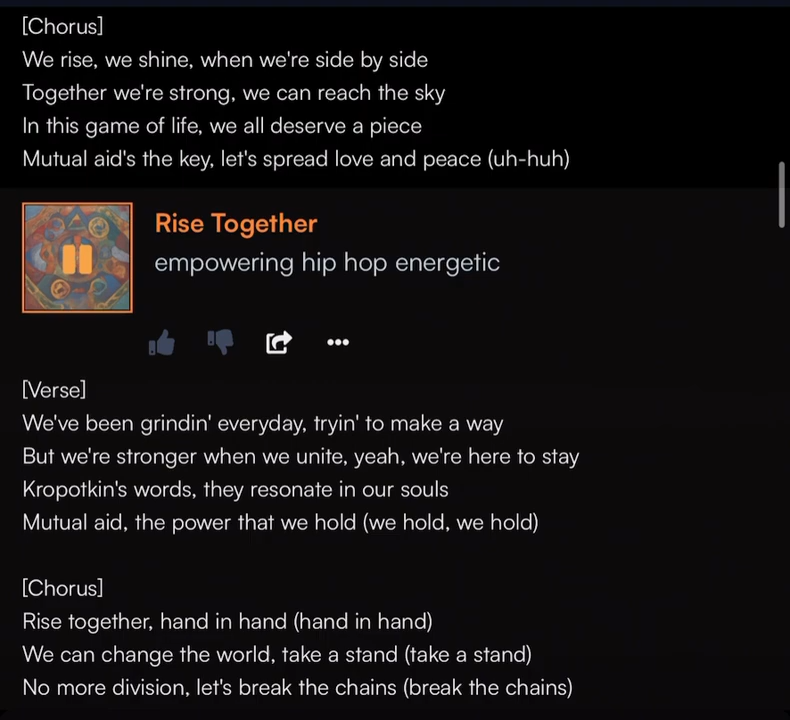 [Chorus]
We rise, we shine, when we're side by side
Together we're strong, we can reach the sky
In this game of life, we all deserve a piece
Mutual aid's the key, let's spread love and peace (uh-huh)
Rise Together
empowering hip hop energetic
[Verse]
We've been grindin' everyday, tryin' to make a way
But we're stronger when we unite, yeah, we're here to stay
Kropotkin's words, they resonate in our souls
Mutual aid, the power that we hold (we hold, we hold)
[Chorus]
Rise together, hand in hand (hand in hand)
We can change the world, take a stand (take a stand)
No more division, let's break the chains (break the chains)